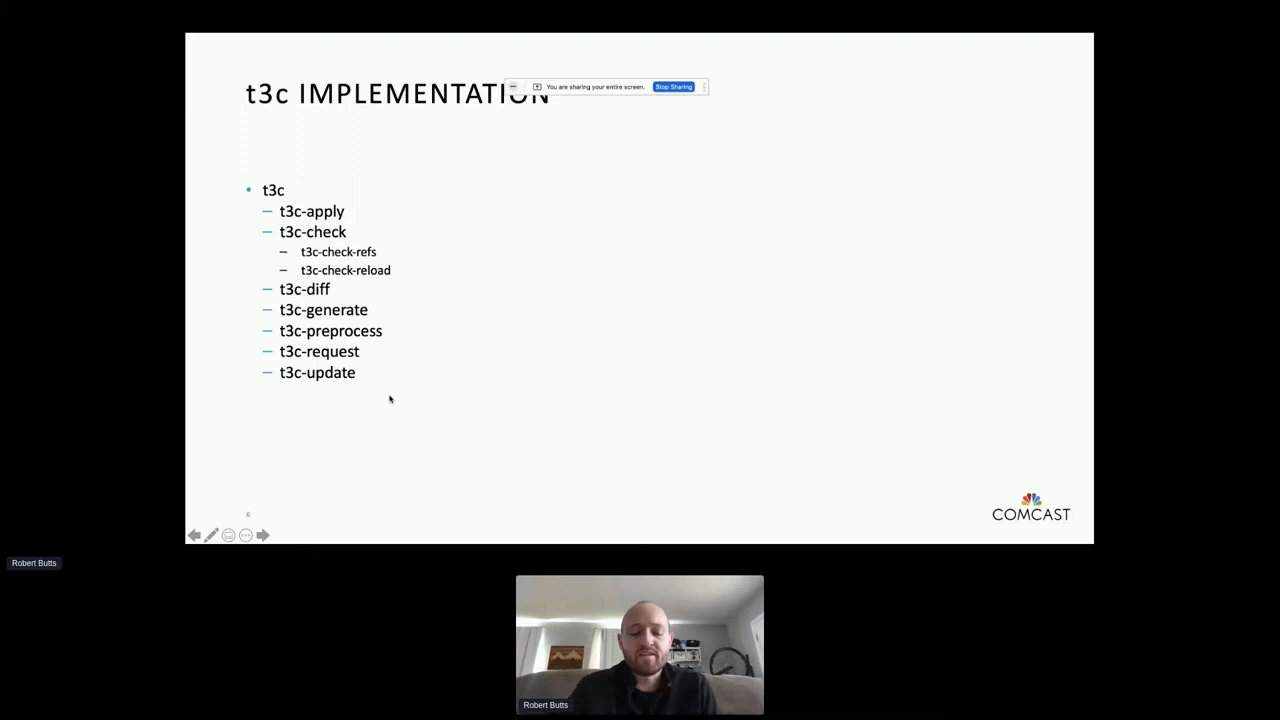 t3c IMPLEMENTATION
You are sharing your entire screen. Stop Sharing
• t3c
– t3c-apply
– t3c-check
– t3c-check-refs
– t3c-check-reload
– t3c-diff
– t3c-generate
– t3c-preprocess
– t3c-request
– t3c-update
COMCAST
6
Robert Butts
Robert Butts